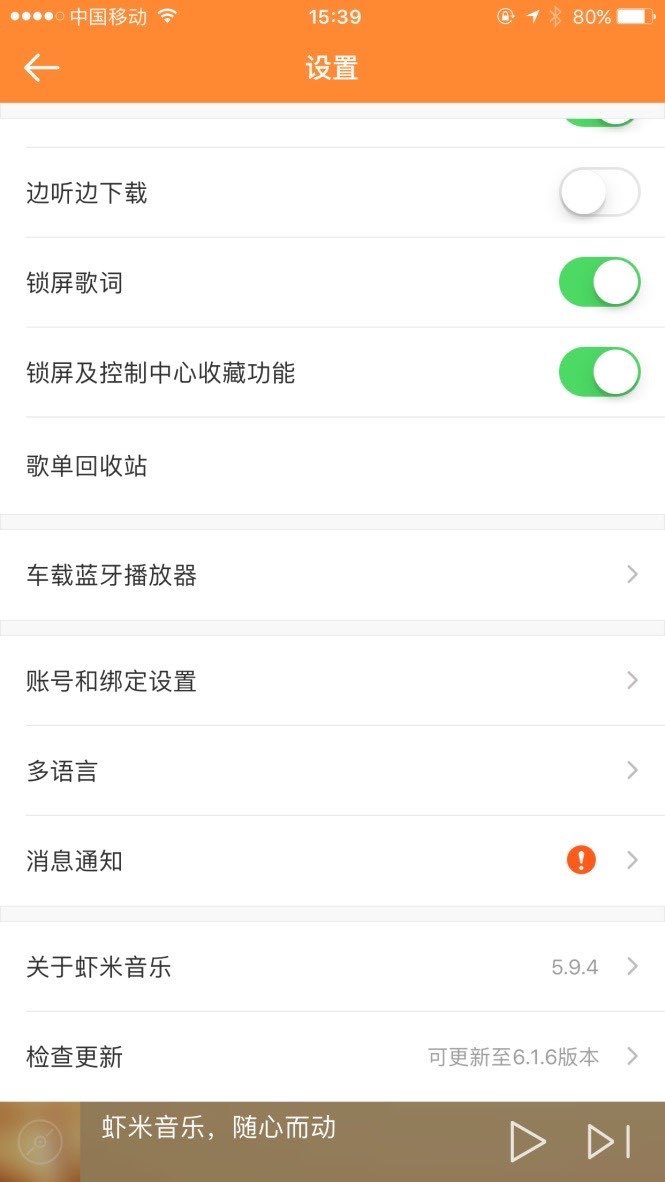 中国移动 15:39 80%
设置
边听边下载
锁屏歌词
锁屏及控制中心收藏功能
歌单回收站
车载蓝牙播放器
账号和绑定设置
多语言
消息通知
关于虾米音乐 5.9.4
检查更新 可更新至6.1.6版本
虾米音乐，随心而动